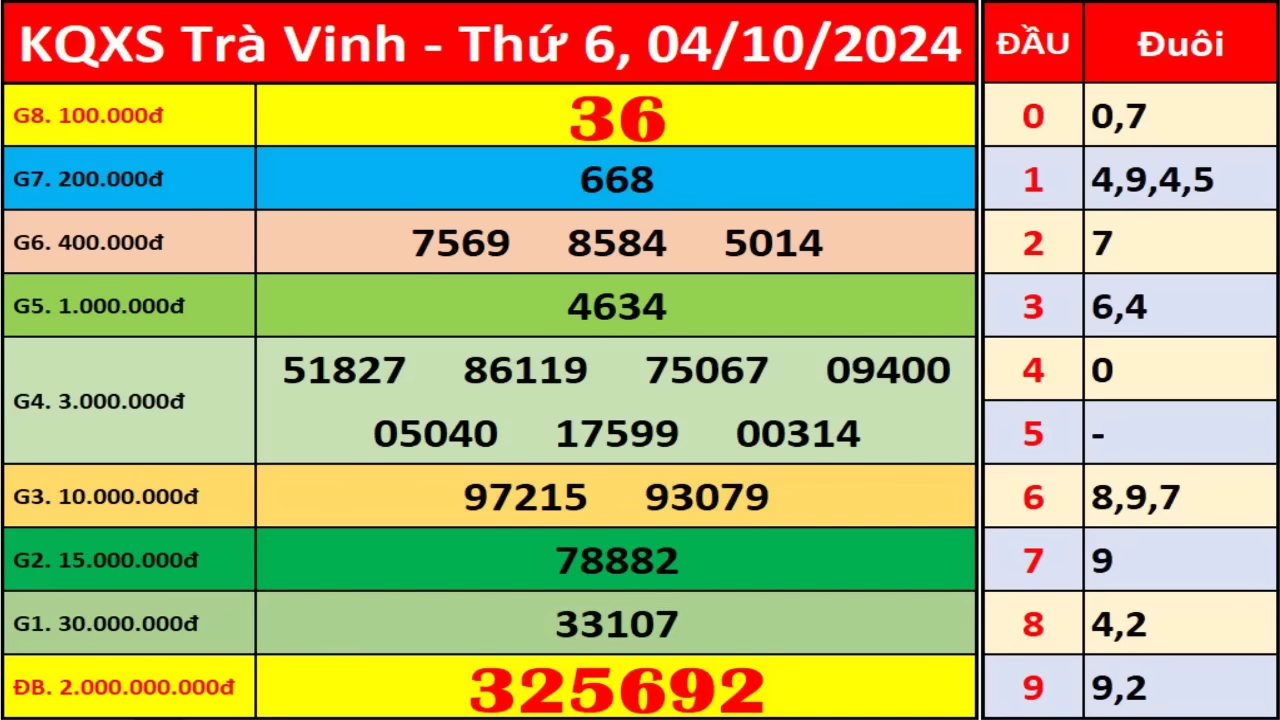 KQXS Trà Vinh - Thứ 6, 04/10/2024
G8. 100.000đ 36
G7. 200.000đ 668
G6. 400.000đ 7569 8584 5014
G5. 1.000.000đ 4634
G4. 3.000.000đ 51827 86119 75067 09400
05040 17599 00314
G3. 10.000.000đ 97215 93079
G2. 15.000.000đ 78882
G1. 30.000.000đ 33107
ĐB. 2.000.000.000đ 325692
ĐẦU Đuôi
0 0,7
1 4,9,4,5
2 7
3 6,4
4 0
5 -
6 8,9,7
7 9
8 4,2
9 9,2